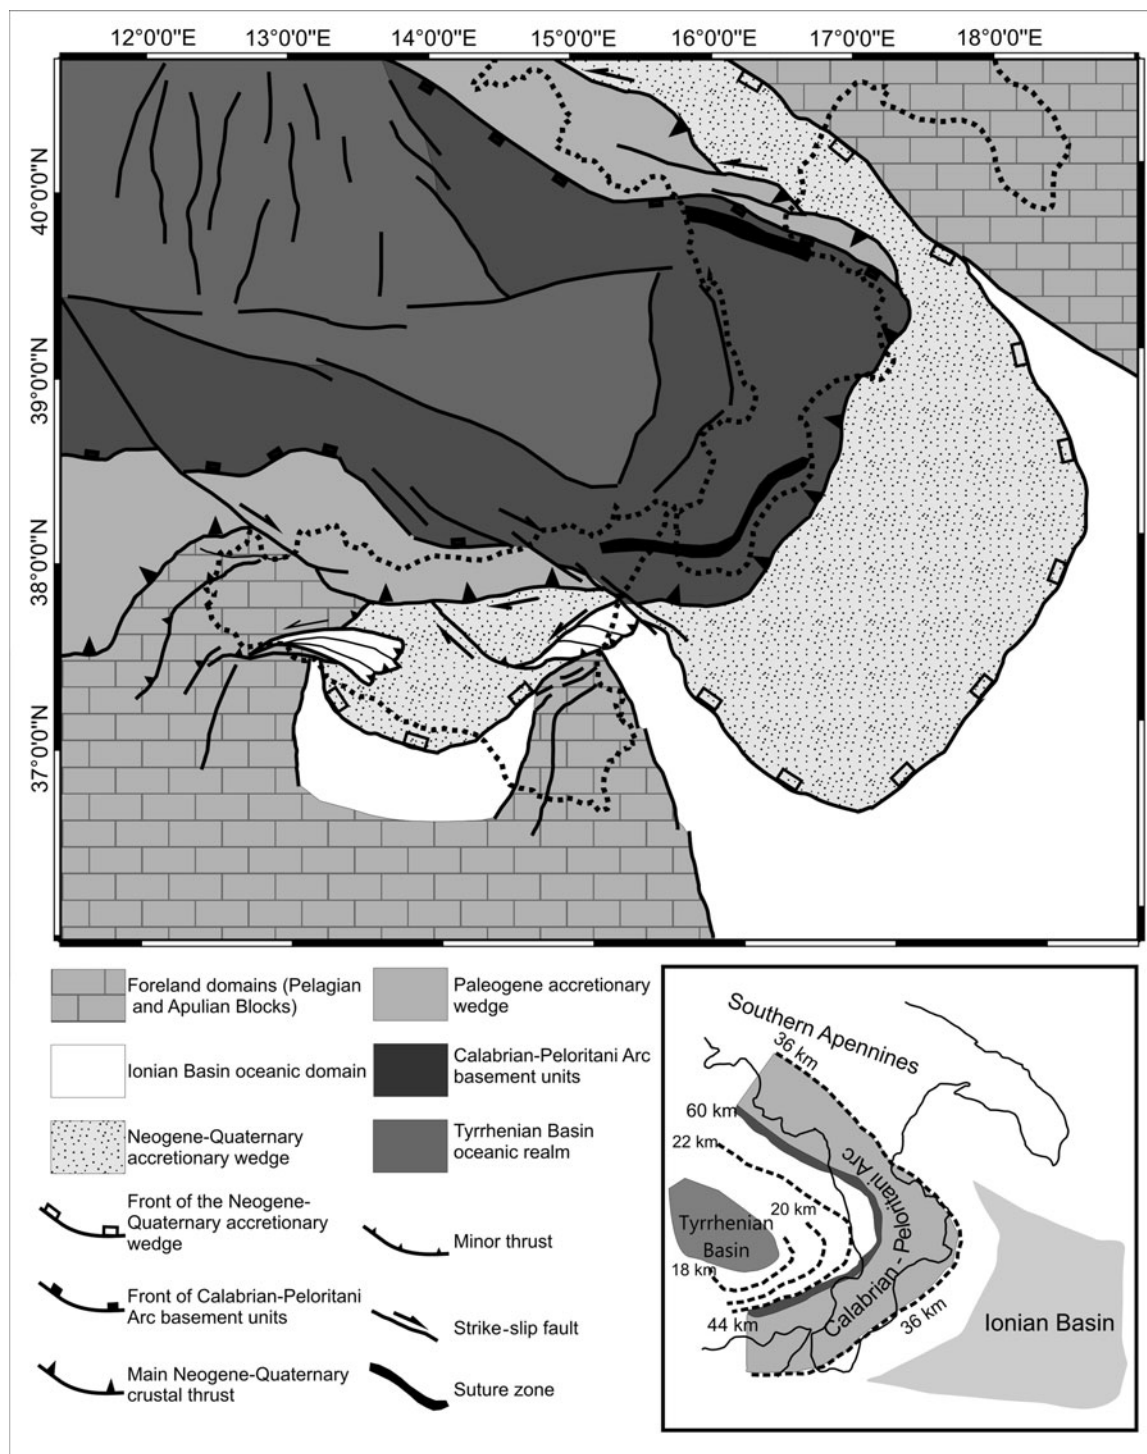 12°0'0"E 13°0'0"E 14°0'0"E 15°0'0"E 16°0'0"E 17°0'0"E 18°0'0"E
40°0'0"N
39°0'0"N
38°0'0"N
37°0'0"N
Foreland domains (Pelagian
and Apulian Blocks)
Ionian Basin oceanic domain
Neogene-Quaternary
accretionary wedge
Front of the Neogene-
Quaternary accretionary
wedge
Front of Calabrian-Peloritani
Arc basement units
Main Neogene-Quaternary
crustal thrust
Paleogene accretionary
wedge
Calabrian-Peloritani Arc
basement units
Tyrrhenian Basin
oceanic realm
Minor thrust
Strike-slip fault
Suture zone
Southern Apennines
36 km
60 km
22 km
20 km
Tyrrhenian
Basin
18 km
44 km
Calabrian - Peloritani Arc
36 km
Ionian Basin